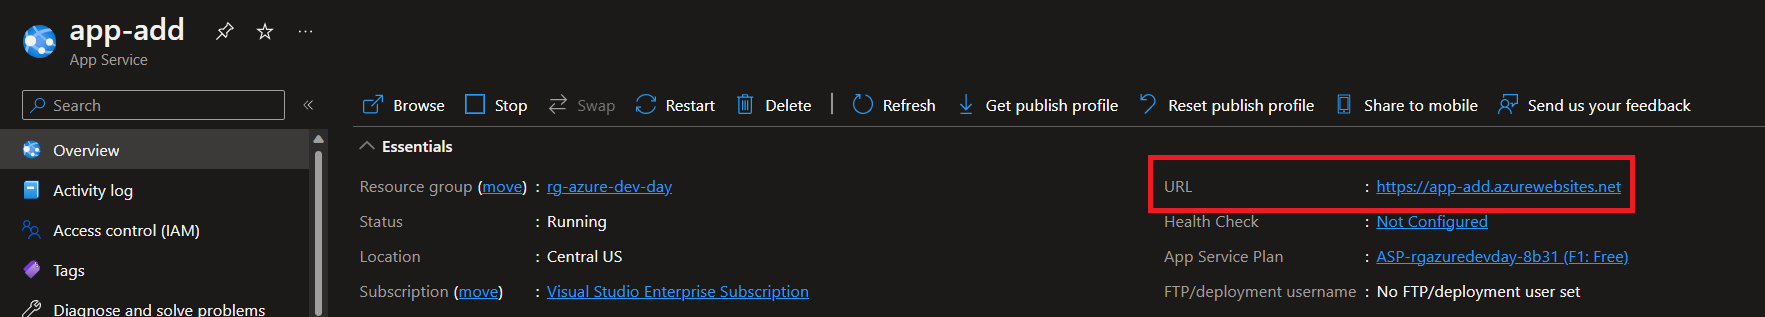 app-add
App Service
Search
Overview
Activity log
Access control (IAM)
Tags
Diagnose and solve problems
Browse Stop Swap Restart Delete Refresh Get publish profile Reset publish profile Share to mobile Send us your feedback
Essentials
Resource group (move) : rg-azure-dev-day
Status : Running
Location : Central US
Subscription (move) : Visual Studio Enterprise Subscription
URL : https://app-add.azurewebsites.net
Health Check : Not Configured
App Service Plan : ASP-rgazuredevday-8b31 (F1: Free)
FTP/deployment username : No FTP/deployment user set